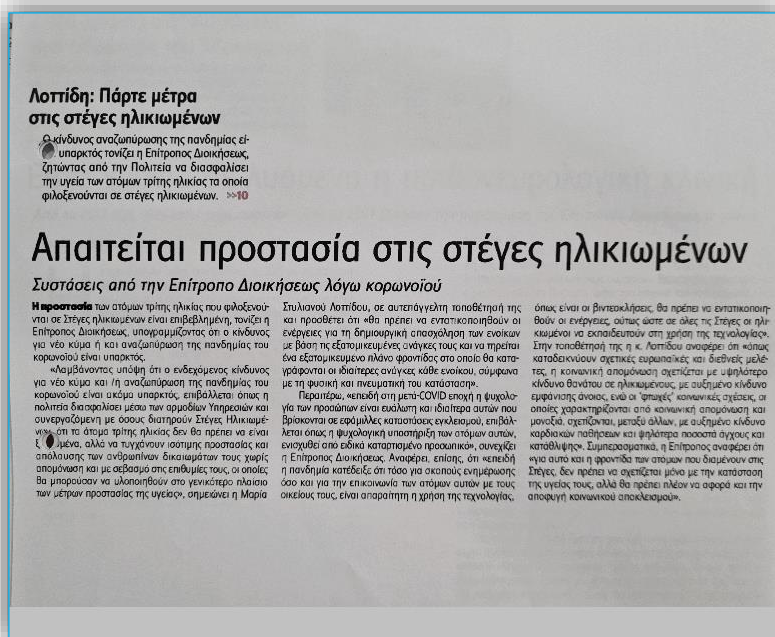 Λοττίδη: Πάρτε μέτρα
στις στέγες ηλικιωμένων
Ο κίνδυνος αναζωπύρωσης της πανδημίας εί-
υπαρκτός τονίζει η Επίτροπος Διοικήσεως,
ζητώντας από την Πολιτεία να διασφαλίσει
την υγεία των ατόμων τρίτης ηλικίας τα οποία
φιλοξενούνται σε στέγες ηλικιωμένων. >>10
Απαιτείται προστασία στις στέγες ηλικιωμένων
Συστάσεις από την Επίτροπο Διοικήσεως λόγω κορωνοϊού
Η προστασία των ατόμων τρίτης ηλικίας που φιλοξενού-
νται σε Στέγες ηλικιωμένων είναι επιβεβλημένη, τονίζει η
Επίτροπος Διοικήσεως, υπογραμμίζοντας ότι ο κίνδυνος
για νέο κύμα ή και αναζωπύρωση της πανδημίας του
κορωνοϊού είναι υπαρκτός.
«Λαμβάνοντας υπόψη ότι ο ενδεχόμενος κίνδυνος
για νέο κύμα και /ή αναζωπύρωση της πανδημίας του
κορωνοϊού είναι ακόμα υπαρκτός, επιβάλλεται όπως η
πολιτεία διασφαλίσει μέσω των αρμοδίων Υπηρεσιών και
συνεργαζόμενη με όσους διατηρούν Στέγες Ηλικιωμέ-
ότι τα άτομα τρίτης ηλικίας δεν θα πρέπει να είναι
ξ μένα, αλλά να τυγχάνουν ισότιμης προστασίας και
απόλαυσης των ανθρωπίνων δικαιωμάτων τους χωρίς
απομόνωση και με σεβασμό στις επιθυμίες τους, οι οποίες
θα μπορούσαν να υλοποιηθούν στο γενικότερο πλαίσιο
των μέτρων προστασίας της υγείας», σημειώνει η Μαρία
Στυλιανού Λοττίδου, σε αυτεπάγγελτη τοποθέτησή της
και προσθέτει ότι «θα πρέπει να εντατικοποιηθούν οι
ενέργειες για τη δημιουργική απασχόληση των ενοίκων
με βάση τις εξατομικευμένες ανάγκες τους και να τηρείται
ένα εξατομικευμένο πλάνο φροντίδας στο οποίο θα κατα-
γράφονται οι ιδιαίτερες ανάγκες κάθε ενοίκου, σύμφωνα
με τη φυσική και πνευματική του κατάσταση».
Περαιτέρω, «επειδή στη μετά-COVID εποχή η ψυχολο-
γία των προσώπων είναι ευάλωτη και ιδιαίτερα αυτών που
βρίσκονται σε εφάμιλλες καταστάσεις εγκλεισμού, επιβάλ-
λεται όπως η ψυχολογική υποστήριξη των ατόμων αυτών,
ενισχυθεί από ειδικά καταρτισμένο προσωπικό», συνεχίζει
η Επίτροπος Διοικήσεως. Αναφέρει, επίσης, ότι «επειδή
η πανδημία κατέδειξε ότι τόσο για σκοπούς ενημέρωσης
όσο και για την επικοινωνία των ατόμων αυτών με τους
οικείους τους, είναι απαραίτητη η χρήση της τεχνολογίας,
όπως είναι οι βιντεοκλήσεις, θα πρέπει να εντατικοποιη-
θούν οι ενέργειες, ούτως ώστε σε όλες τις Στέγες οι ηλι-
κιωμένοι να εκπαιδευτούν στη χρήση της τεχνολογίας».
Στην τοποθέτησή της η κ. Λοττίδου αναφέρει ότι «όπως
καταδεικνύουν σχετικές ευρωπαϊκές και διεθνείς μελέ-
τες, η κοινωνική απομόνωση σχετίζεται με υψηλότερο
κίνδυνο θανάτου σε ηλικιωμένους, με αυξημένο κίνδυνο
εμφάνισης άνοιας, ενώ οι 'φτωχές' κοινωνικές σχέσεις, οι
οποίες χαρακτηρίζονται από κοινωνική απομόνωση και
μοναξιά, σχετίζονται, μεταξύ άλλων, με αυξημένο κίνδυνο
καρδιακών παθήσεων και ψηλότερα ποσοστά άγχους και
κατάθλιψης». Συμπερασματικά, η Επίτροπος αναφέρει ότι
«για αυτό και η φροντίδα των ατόμων που διαμένουν στις
Στέγες, δεν πρέπει να σχετίζεται μόνο με την κατάσταση
της υγείας τους, αλλά θα πρέπει πλέον να αφορά και την
αποφυγή κοινωνικού αποκλεισμού».